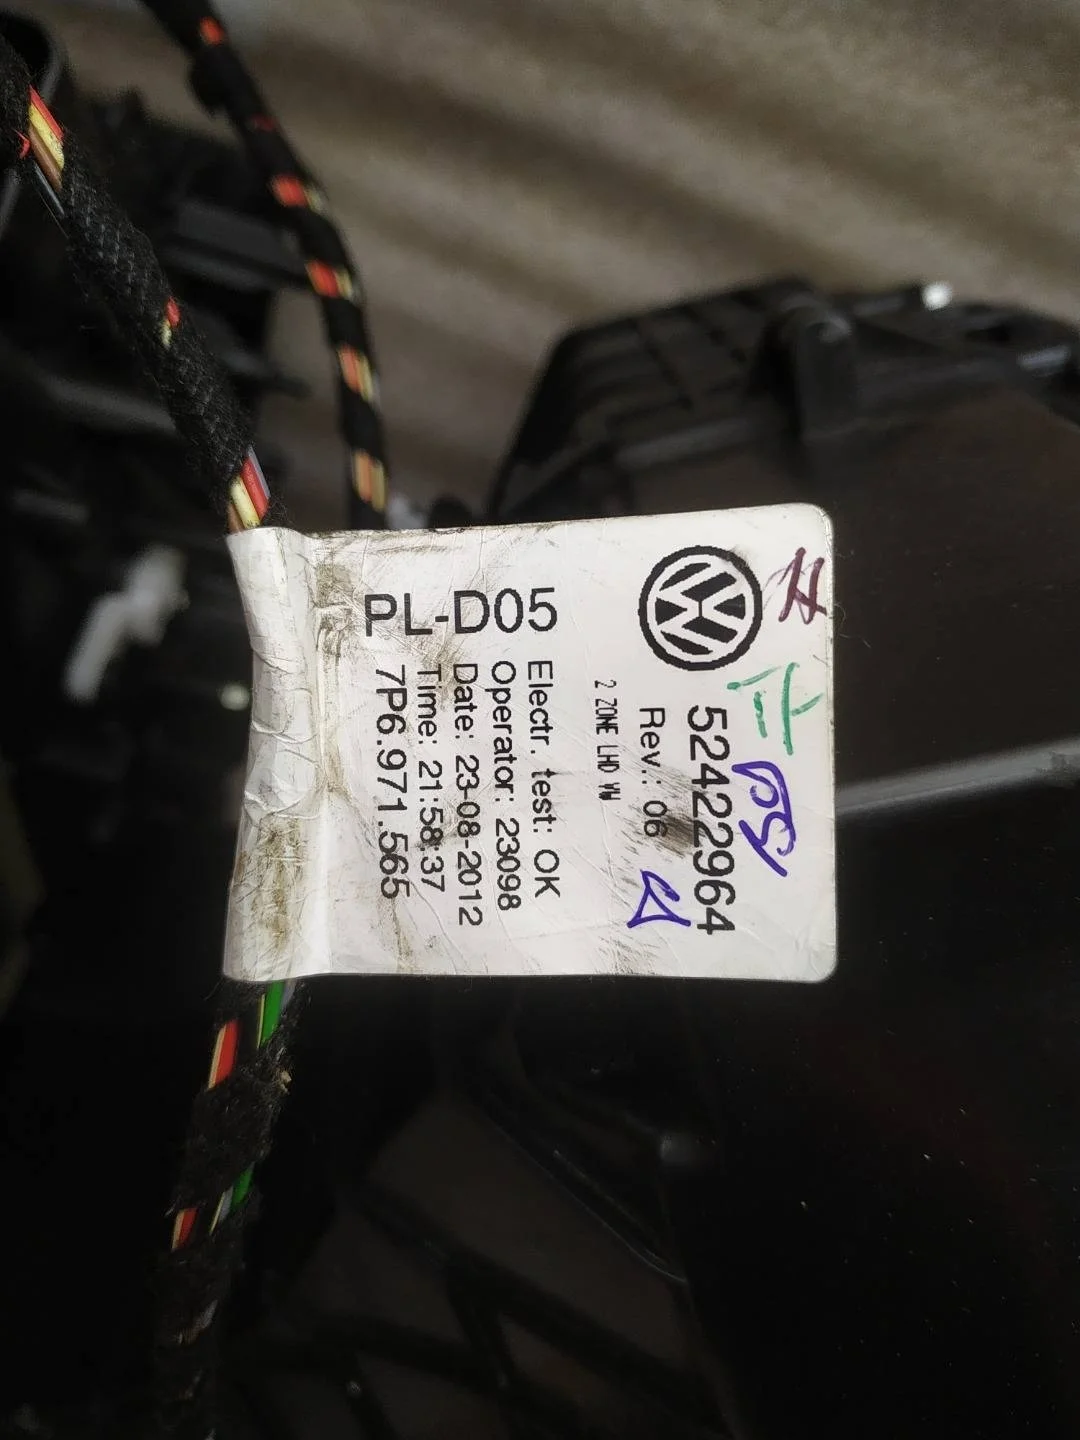 52422964
Rev.: 06
2 ZONE LHD VW
Electr. test: OK
Operator: 23098
Date: 23-08-2012
Time: 21:58:37
7P6.971.565
PL-D05